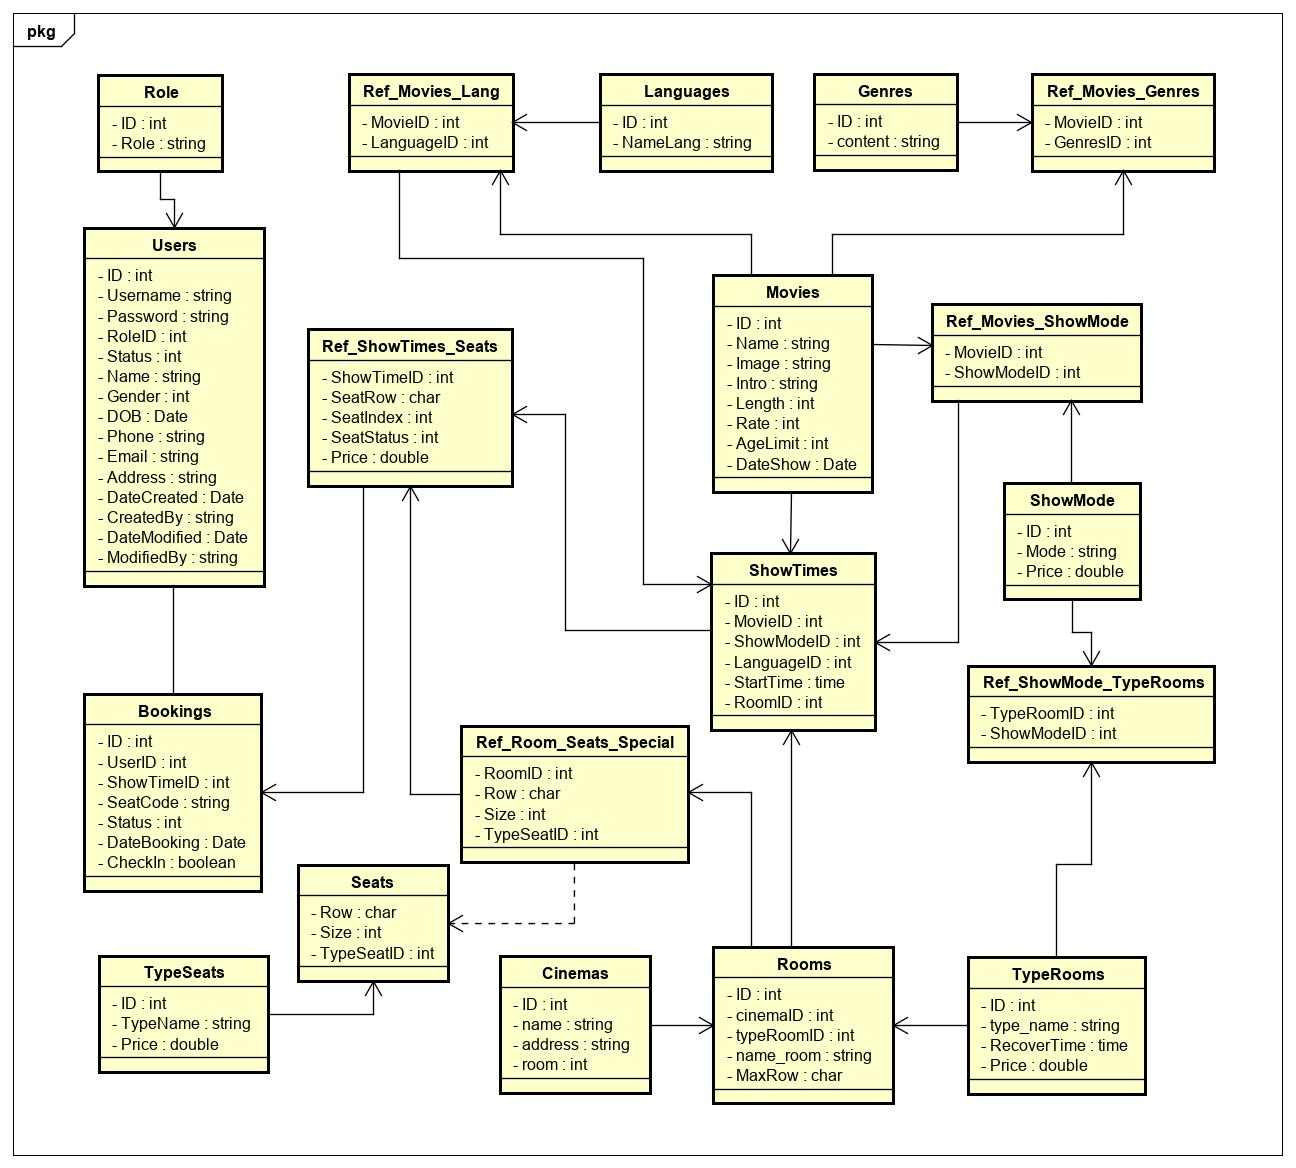 pkg
Role
- ID : int
- Role : string
Ref_Movies_Lang
- MovieID : int
- LanguageID : int
Languages
- ID : int
- NameLang : string
Genres
- ID : int
- content : string
Ref_Movies_Genres
- MovieID : int
- GenresID : int
Users
- ID : int
- Username : string
- Password : string
- RoleID : int
- Status : int
- Name : string
- Gender : int
- DOB : Date
- Phone : string
- Email : string
- Address : string
- DateCreated : Date
- CreatedBy : string
- DateModified : Date
- ModifiedBy : string
Ref_ShowTimes_Seats
- ShowTimeID : int
- SeatRow : char
- SeatIndex : int
- SeatStatus : int
- Price : double
Movies
- ID : int
- Name : string
- Image : string
- Intro : string
- Length : int
- Rate : int
- AgeLimit : int
- DateShow : Date
Ref_Movies_ShowMode
- MovieID : int
- ShowModeID : int
ShowMode
- ID : int
- Mode : string
- Price : double
ShowTimes
- ID : int
- MovieID : int
- ShowModeID : int
- LanguageID : int
- StartTime : time
- RoomID : int
Ref_ShowMode_TypeRooms
- TypeRoomID : int
- ShowModeID : int
Bookings
- ID : int
- UserID : int
- ShowTimeID : int
- SeatCode : string
- Status : int
- DateBooking : Date
- CheckIn : boolean
Ref_Room_Seats_Special
- RoomID : int
- Row : char
- Size : int
- TypeSeatID : int
Seats
- Row : char
- Size : int
- TypeSeatID : int
TypeSeats
- ID : int
- TypeName : string
- Price : double
Cinemas
- ID : int
- name : string
- address : string
- room : int
Rooms
- ID : int
- cinemaID : int
- typeRoomID : int
- name_room : string
- MaxRow : char
TypeRooms
- ID : int
- type_name : string
- RecoverTime : time
- Price : double